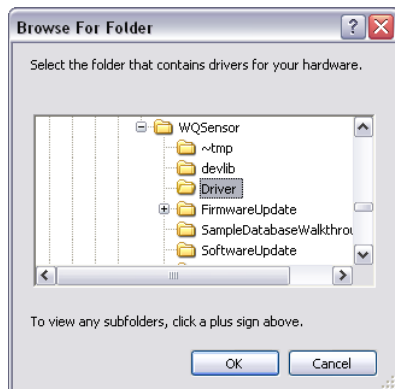 Browse For Folder
Select the folder that contains drivers for your hardware.
WQSensor
~tmp
devlib
Driver
FirmwareUpdate
SampleDatabaseWalkthrou
SoftwareUpdate
To view any subfolders, click a plus sign above.
OK Cancel